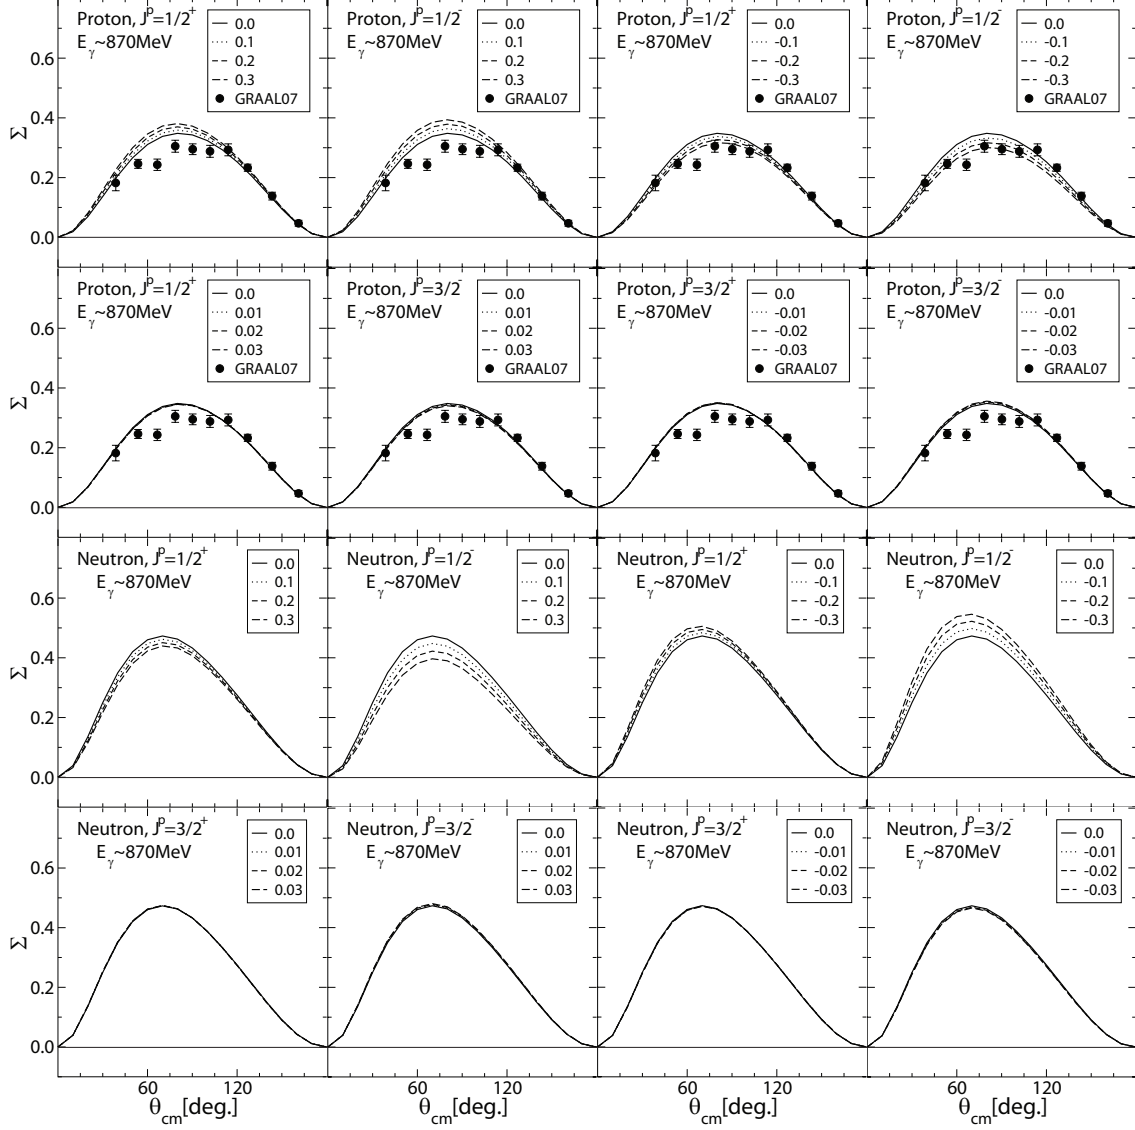 Proton, J^p=1/2^+
E_γ~870MeV
0.0
0.1
0.2
0.3
GRAAL07
Proton, J^p=1/2^-
E_γ~870MeV
0.0
0.1
0.2
0.3
GRAAL07
Proton, J^p=1/2^+
E_γ~870MeV
0.0
-0.1
-0.2
-0.3
GRAAL07
Proton, J^p=1/2^-
E_γ~870MeV
0.0
-0.1
-0.2
-0.3
GRAAL07
0.6
0.4
0.2
0.0
Σ
Proton, J^p=1/2^+
E_γ~870MeV
0.0
0.01
0.02
0.03
GRAAL07
Proton, J^p=3/2^-
E_γ~870MeV
0.0
0.01
0.02
0.03
GRAAL07
Proton, J^p=3/2^+
E_γ~870MeV
0.0
-0.01
-0.02
-0.03
GRAAL07
Proton, J^p=3/2^-
E_γ~870MeV
0.0
-0.01
-0.02
-0.03
GRAAL07
0.6
0.4
0.2
0.0
Σ
Neutron, J^p=1/2^+
E_γ~870MeV
0.0
0.1
0.2
0.3
Neutron, J^p=1/2^-
E_γ~870MeV
0.0
0.1
0.2
0.3
Neutron, J^p=1/2^+
E_γ~870MeV
0.0
-0.1
-0.2
-0.3
Neutron, J^p=1/2^-
E_γ~870MeV
0.0
-0.1
-0.2
-0.3
0.6
0.4
0.2
0.0
Σ
Neutron, J^p=3/2^+
E_γ~870MeV
0.0
0.01
0.02
0.03
Neutron, J^p=3/2^-
E_γ~870MeV
0.0
0.01
0.02
0.03
Neutron, J^p=3/2^+
E_γ~870MeV
0.0
-0.01
-0.02
-0.03
Neutron, J^p=3/2^-
E_γ~870MeV
0.0
-0.01
-0.02
-0.03
0.6
0.4
0.2
0.0
Σ
60 120
60 120
60 120
60 120
θ_cm[deg.]
θ_cm[deg.]
θ_cm[deg.]
θ_cm[deg.]